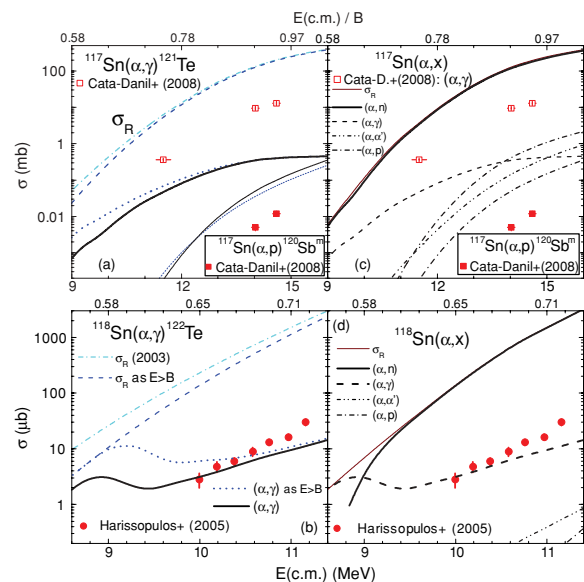 E(c.m.) / B
0.58 0.78 0.97 0.58 0.78 0.97
¹¹⁷Sn(α,γ)¹²¹Te
Cata-Danil+ (2008)
σR
¹¹⁷Sn(α,p)¹²⁰Sbᵐ
Cata-Danil+(2008)
(a)
100
1
0.01
σ (mb)
9 12 15
¹¹⁷Sn(α,x)
Cata-D.+(2008): (α,γ)
σR
(α,n)
(α,γ)
(α,α')
(α,p)
¹¹⁷Sn(α,p)¹²⁰Sbᵐ
Cata-Danil+(2008)
(c)
9 12 15
0.58 0.65 0.71 0.58 0.65 0.71
¹¹⁸Sn(α,γ)¹²²Te
σR (2003)
σR as E>B
(α,γ) as E>B
(α,γ)
Harissopulos+ (2005)
(b)
1000
100
10
1
σ (μb)
9 10 11
(d)
¹¹⁸Sn(α,x)
σR
(α,n)
(α,γ)
(α,α')
(α,p)
Harissopulos+ (2005)
9 10 11
E(c.m.) (MeV)